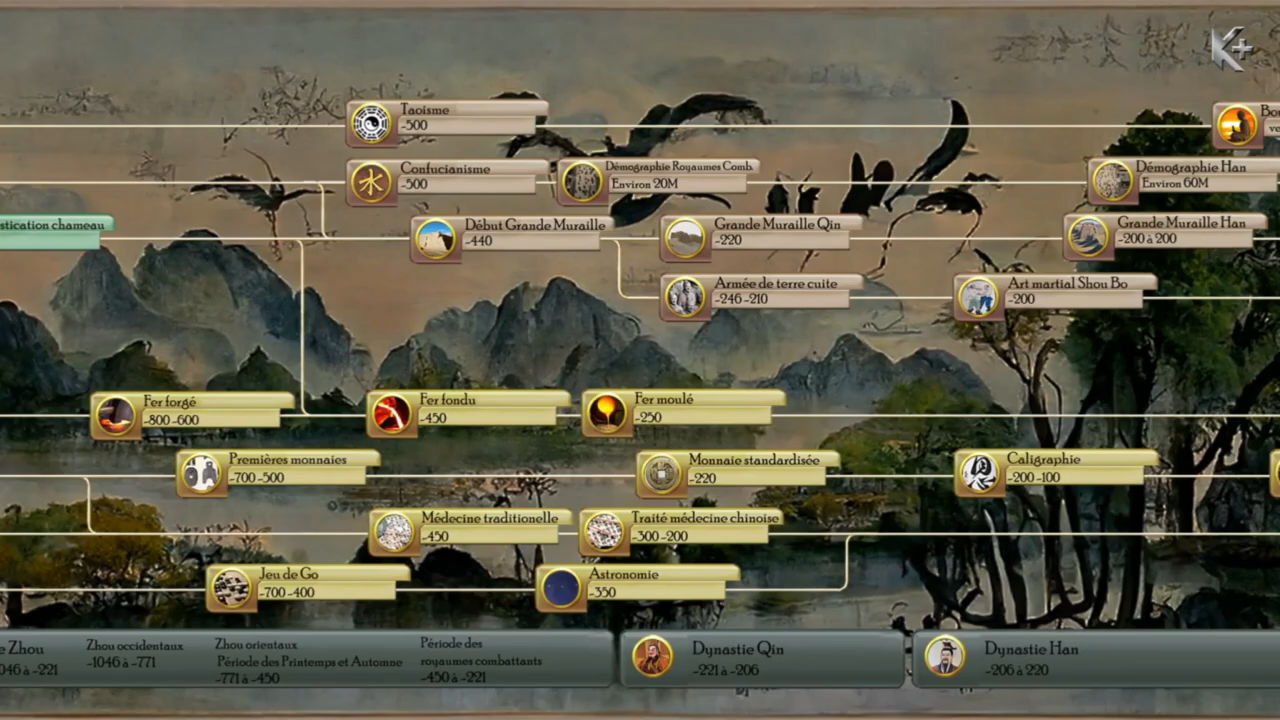 K+
Taoïsme
-500
Bo
Confucianisme
-500
Démographie Royaumes Comb.
Environ 20M
Démographie Han
Environ 60M
stication chameau
Début Grande Muraille
-440
Grande Muraille Qin
-220
Grande Muraille Han
-200 à 200
Armée de terre cuite
-246 -210
Art martial Shou Bo
-200
Fer forgé
-800 -600
Fer fondu
-450
Fer moulé
-250
Premières monnaies
-700 -500
Monnaie standardisée
-220
Caligraphie
-200 -100
Médecine traditionelle
-450
Traité médecine chinoise
-300 -200
Jeu de Go
-700 -400
Astronomie
-350
e Zhou
046 à -221
Zhou occidentaux
-1046 à -771
Zhou orientaux
Période des Printemps et Automne
-771 à -450
Période des
royaumes combattants
-450 à -221
Dynastie Qin
-221 à -206
Dynastie Han
-206 à 220